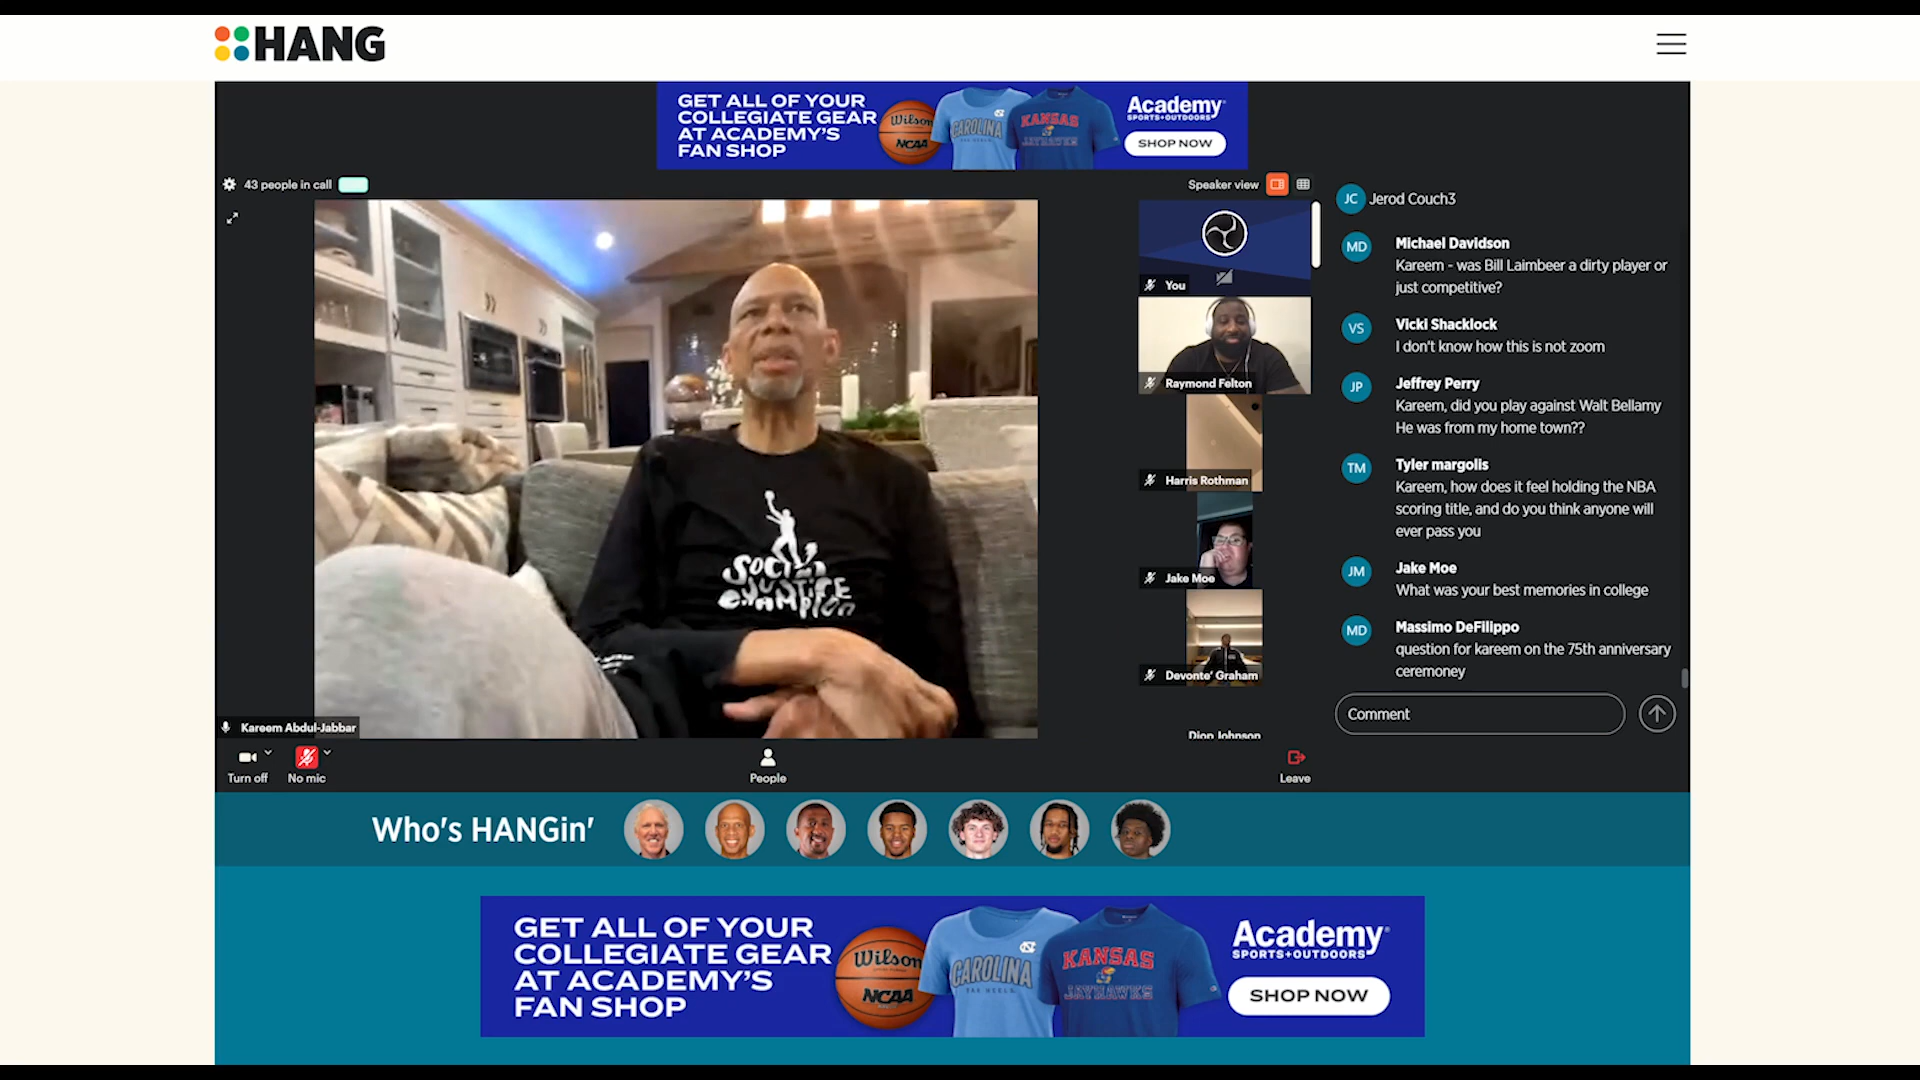 HANG
GET ALL OF YOUR
COLLEGIATE GEAR
AT ACADEMY'S
FAN SHOP
Wilson
NCAA
CAROLINA
TAR HEELS
KANSAS
JAYHAWKS
Academy
SPORTS+OUTDOORS
SHOP NOW
43 people in call
Speaker view
You
Raymond Felton
Harris Rothman
Jake Moe
Devonte' Graham
Dion Johnson
SOCIAL
JUSTICE
CHAMPION
Kareem Abdul-Jabbar
JC Jerod Couch3
MD Michael Davidson
Kareem - was Bill Laimbeer a dirty player or
just competitive?
VS Vicki Shacklock
I don't know how this is not zoom
JP Jeffrey Perry
Kareem, did you play against Walt Bellamy
He was from my home town??
TM Tyler margolis
Kareem, how does it feel holding the NBA
scoring title, and do you think anyone will
ever pass you
JM Jake Moe
What was your best memories in college
MD Massimo DeFilippo
question for kareem on the 75th anniversary
ceremoney
Comment
Turn off
No mic
People
Leave
Who's HANGin'
GET ALL OF YOUR
COLLEGIATE GEAR
AT ACADEMY'S
FAN SHOP
Wilson
NCAA
CAROLINA
TAR HEELS
KANSAS
JAYHAWKS
Academy
SPORTS+OUTDOORS
SHOP NOW